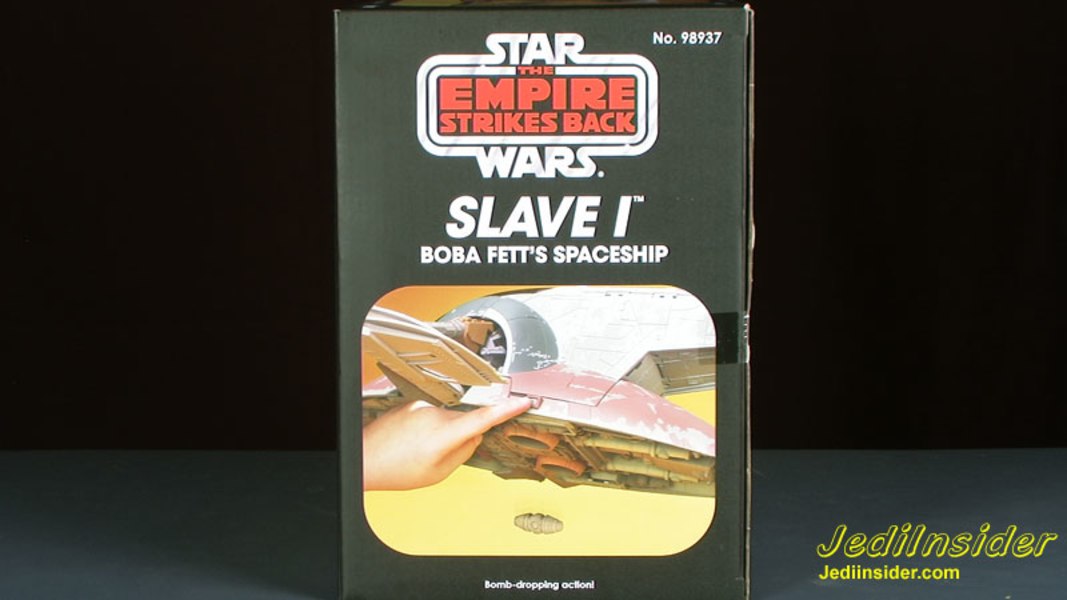 No. 98937
STAR
THE
EMPIRE
STRIKES BACK
WARS.
SLAVE I™
BOBA FETT'S SPACESHIP
Bomb-dropping action!
JediInsider
Jediinsider.com